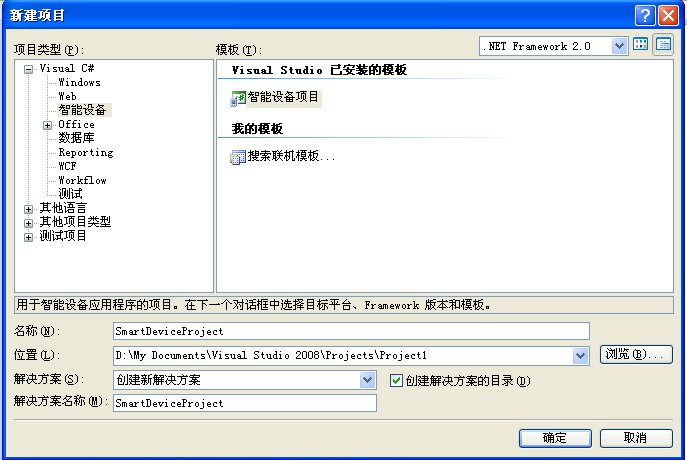 新建项目
项目类型(P):
模板(T):
.NET Framework 2.0
Visual C#
Windows
Web
智能设备
Office
数据库
Reporting
WCF
Workflow
测试
其他语言
其他项目类型
测试项目
Visual Studio 已安装的模板
智能设备项目
我的模板
搜索联机模板...
用于智能设备应用程序的项目。在下一个对话框中选择目标平台、Framework 版本和模板。
名称(N):
SmartDeviceProject
位置(L):
D:\My Documents\Visual Studio 2008\Projects\Project1
浏览(B)...
解决方案(S):
创建新解决方案
创建解决方案的目录(D)
解决方案名称(M):
SmartDeviceProject
确定
取消